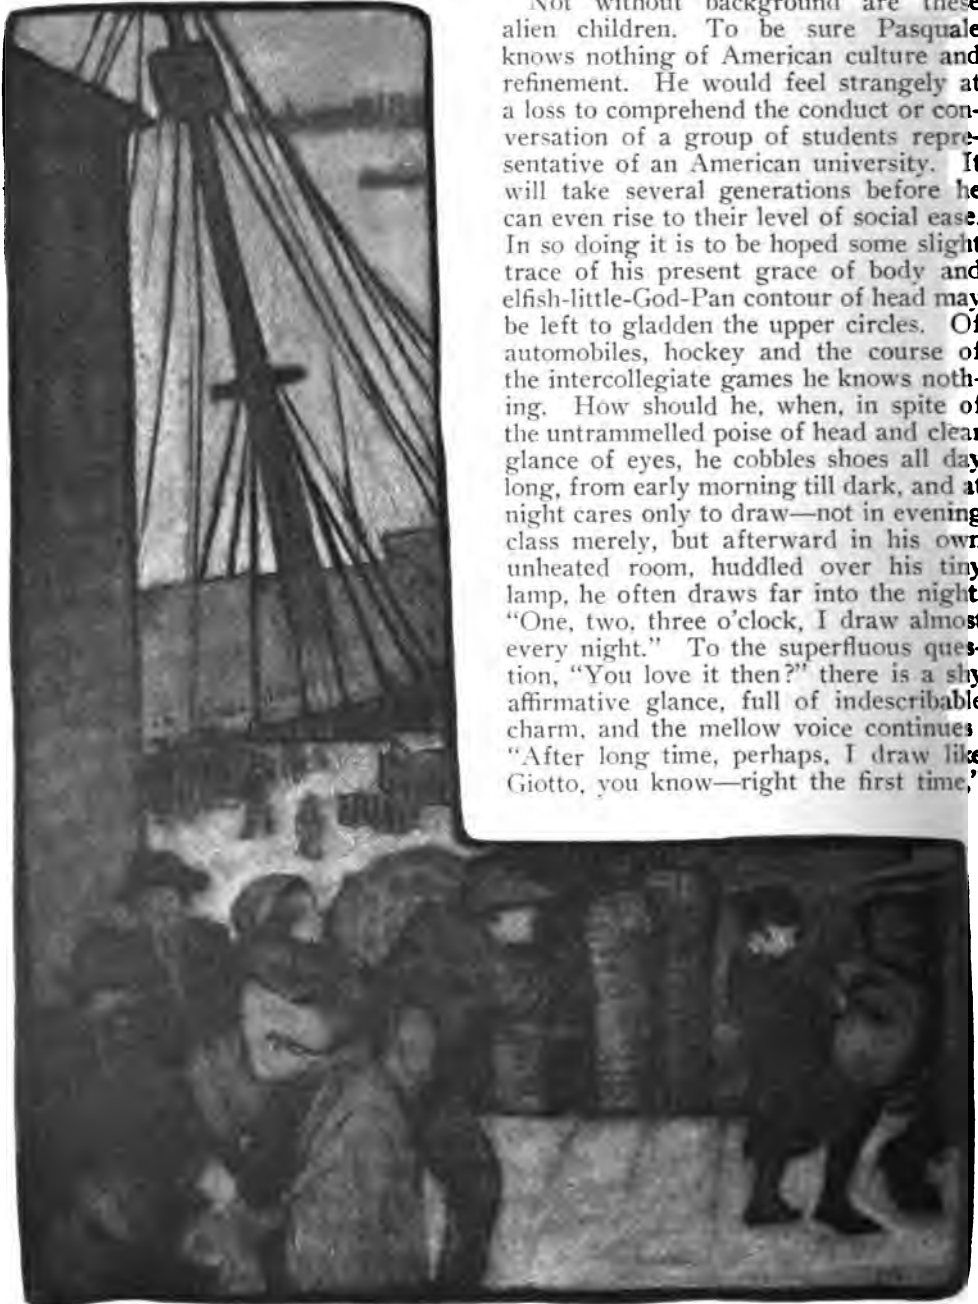 Not without background are these
alien children. To be sure Pasquale
knows nothing of American culture and
refinement. He would feel strangely at
a loss to comprehend the conduct or con-
versation of a group of students repre-
sentative of an American university. It
will take several generations before he
can even rise to their level of social ease.
In so doing it is to be hoped some slight
trace of his present grace of body and
elfish-little-God-Pan contour of head may
be left to gladden the upper circles. Of
automobiles, hockey and the course of
the intercollegiate games he knows noth-
ing. How should he, when, in spite of
the untrammelled poise of head and clear
glance of eyes, he cobbles shoes all day
long, from early morning till dark, and at
night cares only to draw—not in evening
class merely, but afterward in his own
unheated room, huddled over his tiny
lamp, he often draws far into the night
“One, two, three o'clock, I draw almost
every night.” To the superfluous ques-
tion, “You love it then?” there is a shy
affirmative glance, full of indescribable
charm, and the mellow voice continues
“After long time, perhaps, I draw like
Giotto, you know—right the first time,’